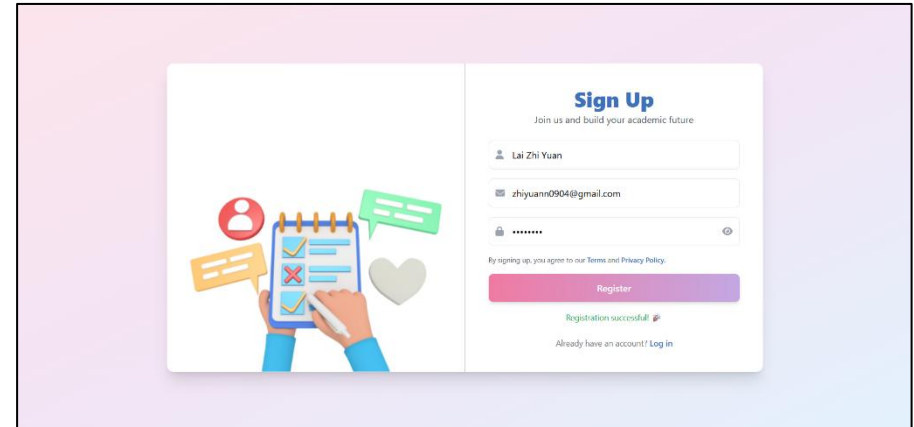 Sign Up
Join us and build your academic future
Lai Zhi Yuan
zhiyuann0904@gmail.com
••••••••
By signing up, you agree to our Terms and Privacy Policy.
Register
Registration successful! 🎉
Already have an account? Log in